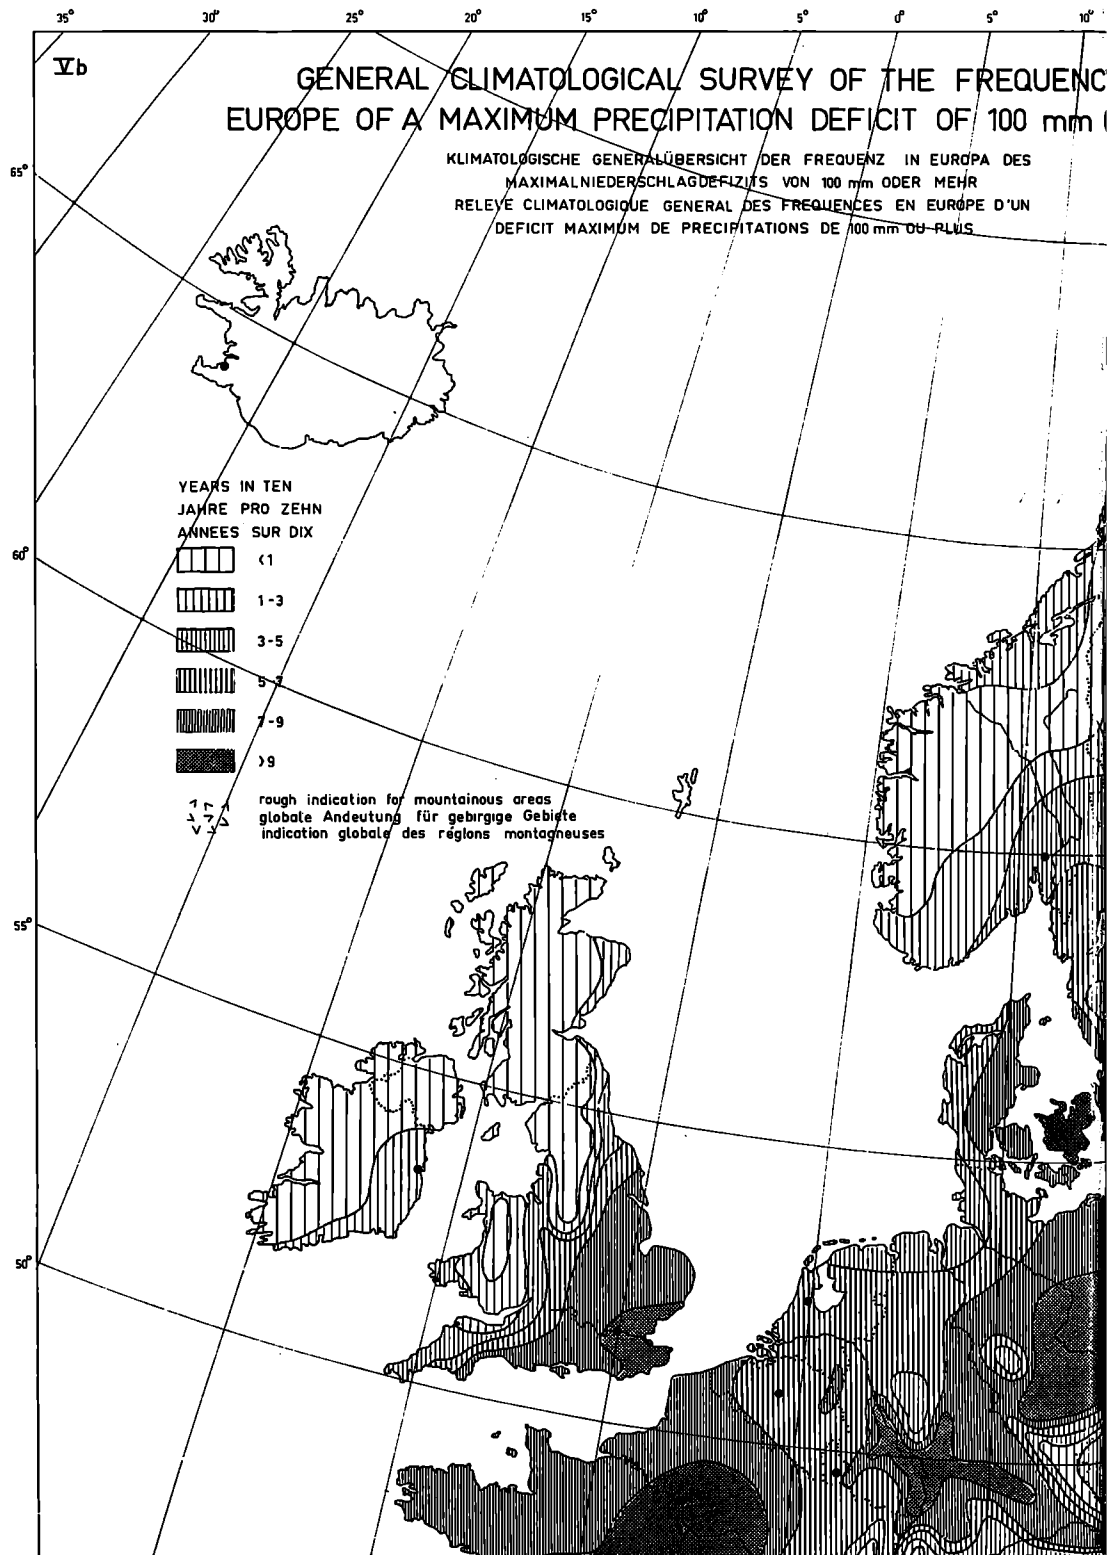 35° 30° 25° 20° 15° 10° 5° 0° 5° 10°
Vb
GENERAL CLIMATOLOGICAL SURVEY OF THE FREQUENC
EUROPE OF A MAXIMUM PRECIPITATION DEFICIT OF 100 mm (
KLIMATOLOGISCHE GENERALÜBERSICHT DER FREQUENZ IN EUROPA DES
MAXIMALNIEDERSCHLAGDEFIZITS VON 100 mm ODER MEHR
RELEVE CLIMATOLOGIQUE GENERAL DES FREQUENCES EN EUROPE D'UN
DEFICIT MAXIMUM DE PRECIPITATIONS DE 100 mm OU PLUS
65°
YEARS IN TEN
JAHRE PRO ZEHN
ANNEES SUR DIX
60°
<1
1-3
3-5
5-7
7-9
>9
rough indication for mountainous areas
globale Andeutung für gebirgige Gebiete
indication globale des régions montagneuses
55°
50°